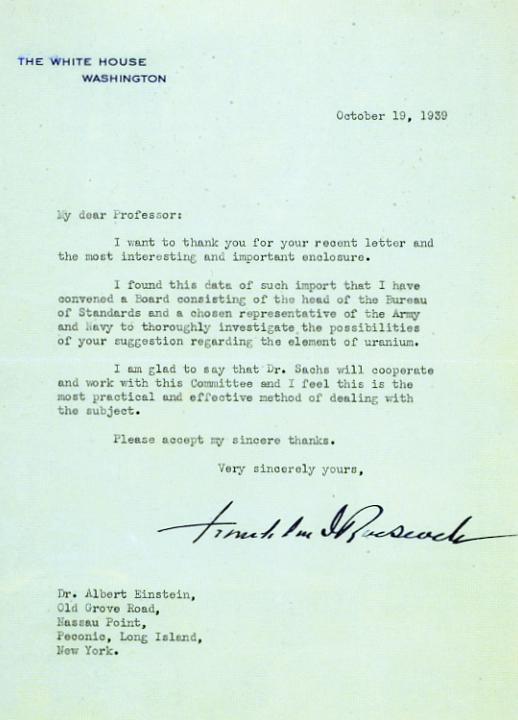 THE WHITE HOUSE
WASHINGTON
October 19, 1939
My dear Professor:
I want to thank you for your recent letter and
the most interesting and important enclosure.
I found this data of such import that I have
convened a Board consisting of the head of the Bureau
of Standards and a chosen representative of the Army
and Navy to thoroughly investigate the possibilities
of your suggestion regarding the element of uranium.
I am glad to say that Dr. Sachs will cooperate
and work with this Committee and I feel this is the
most practical and effective method of dealing with
the subject.
Please accept my sincere thanks.
Very sincerely yours,
Franklin D Roosevelt
Dr. Albert Einstein,
Old Grove Road,
Nassau Point,
Peconic, Long Island,
New York.